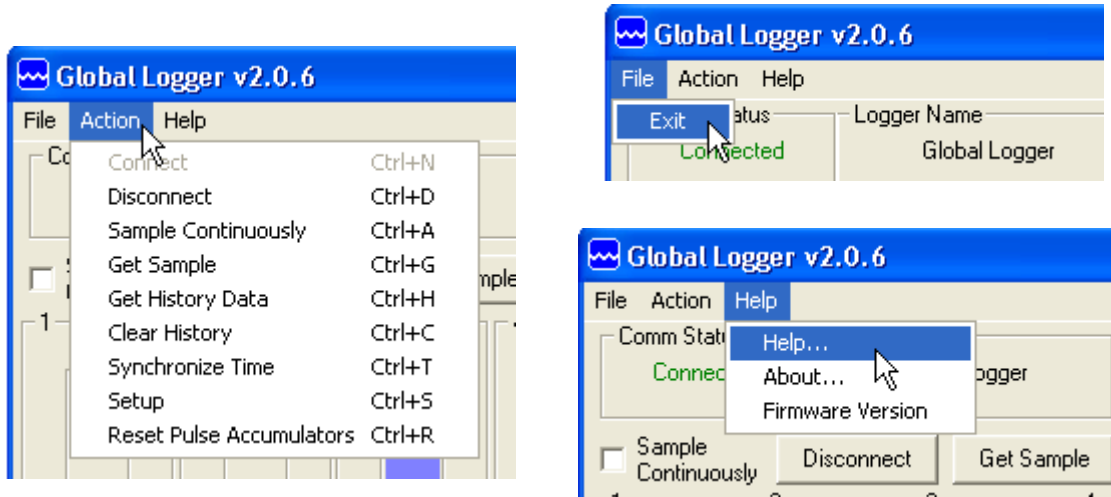 Global Logger v2.0.6
File Action Help
Connect Ctrl+N
Disconnect Ctrl+D
Sample Continuously Ctrl+A
Get Sample Ctrl+G
Get History Data Ctrl+H
Clear History Ctrl+C
Synchronize Time Ctrl+T
Setup Ctrl+S
Reset Pulse Accumulators Ctrl+R
1
Global Logger v2.0.6
File Action Help
Exit
Logger Name
Connected
Global Logger
Global Logger v2.0.6
File Action Help
Comm
Help...
About...
Firmware Version
Sample
Continuously
Disconnect
Get Sample